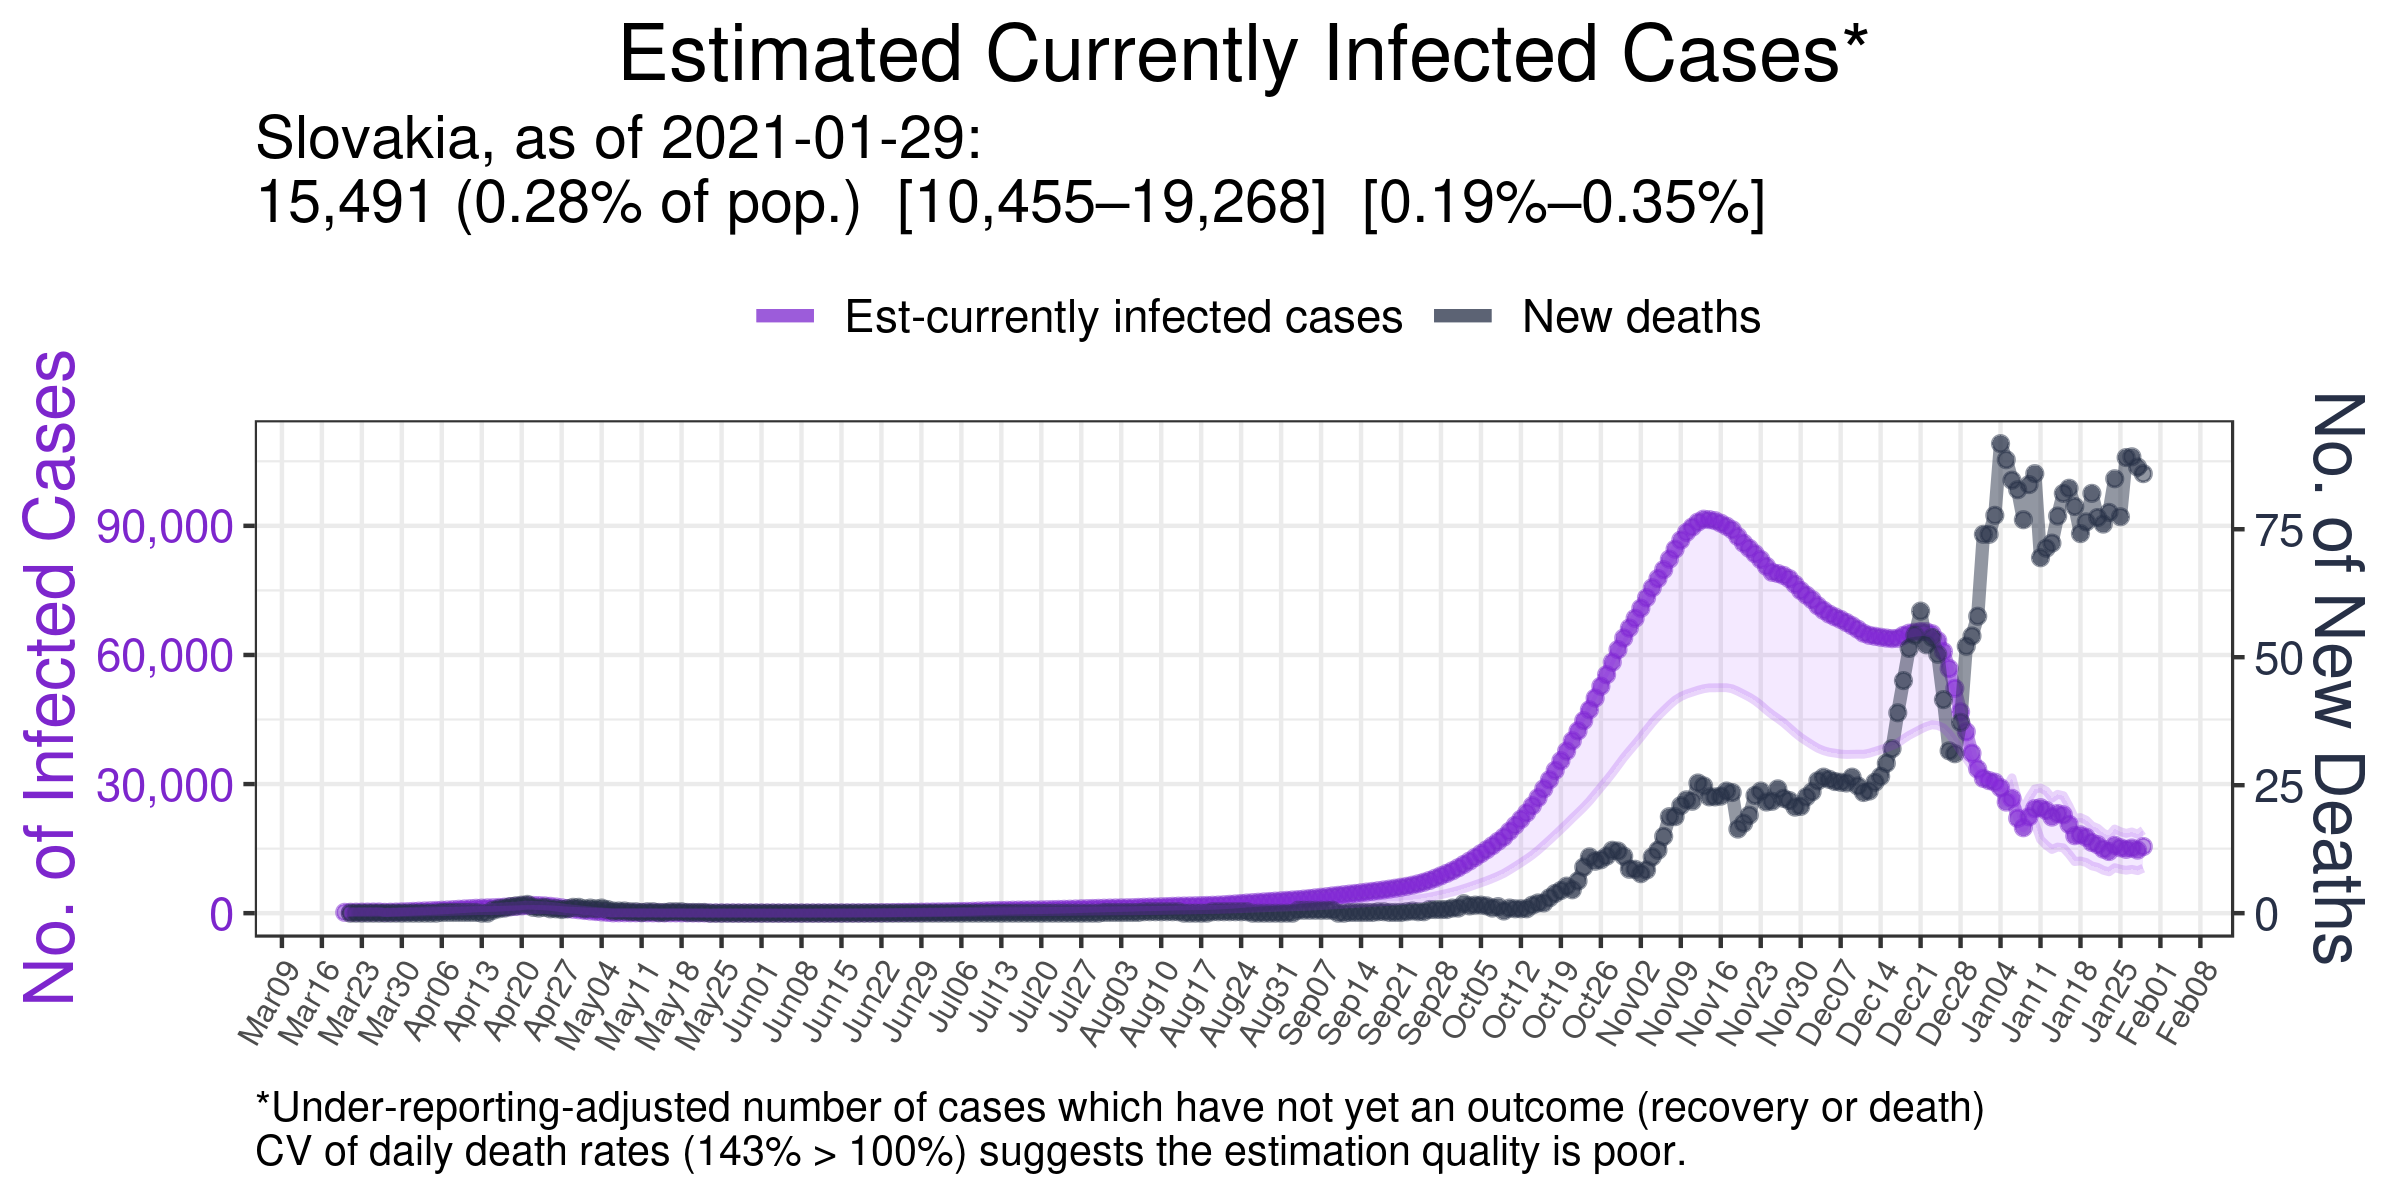 Estimated Currently Infected Cases*
Slovakia, as of 2021-01-29:
15,491 (0.28% of pop.) [10,455–19,268] [0.19%–0.35%]
Est-currently infected cases
New deaths
No. of Infected Cases
90,000
60,000
30,000
0
75
50
25
0
No. of New Deaths
Mar09
Mar16
Mar23
Mar30
Apr06
Apr13
Apr20
Apr27
May04
May11
May18
May25
Jun01
Jun08
Jun15
Jun22
Jun29
Jul06
Jul13
Jul20
Jul27
Aug03
Aug10
Aug17
Aug24
Aug31
Sep07
Sep14
Sep21
Sep28
Oct05
Oct12
Oct19
Oct26
Nov02
Nov09
Nov16
Nov23
Nov30
Dec07
Dec14
Dec21
Dec28
Jan04
Jan11
Jan18
Jan25
Feb01
Feb08
*Under-reporting-adjusted number of cases which have not yet an outcome (recovery or death)
CV of daily death rates (143% > 100%) suggests the estimation quality is poor.